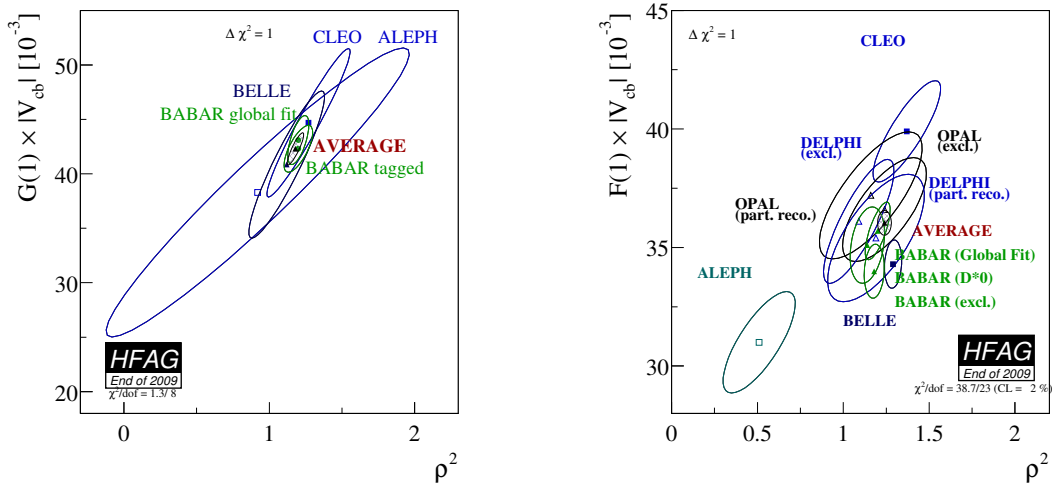 G(1) × |V_cb| [10^-3]
50
40
30
20
Δ χ² = 1
CLEO
ALEPH
BELLE
BABAR global fit
AVERAGE
BABAR tagged
HFAG
End of 2009
χ²/dof = 1.3/ 8
0
1
2
ρ²
F(1) × |V_cb| [10^-3]
45
40
35
30
Δ χ² = 1
CLEO
OPAL
(excl.)
DELPHI
(excl.)
DELPHI
(part. reco.)
OPAL
(part. reco.)
AVERAGE
BABAR (Global Fit)
BABAR (D*0)
BABAR (excl.)
ALEPH
BELLE
HFAG
End of 2009
χ²/dof = 38.7/23 (CL = 2 %)
0
0.5
1
1.5
2
ρ²